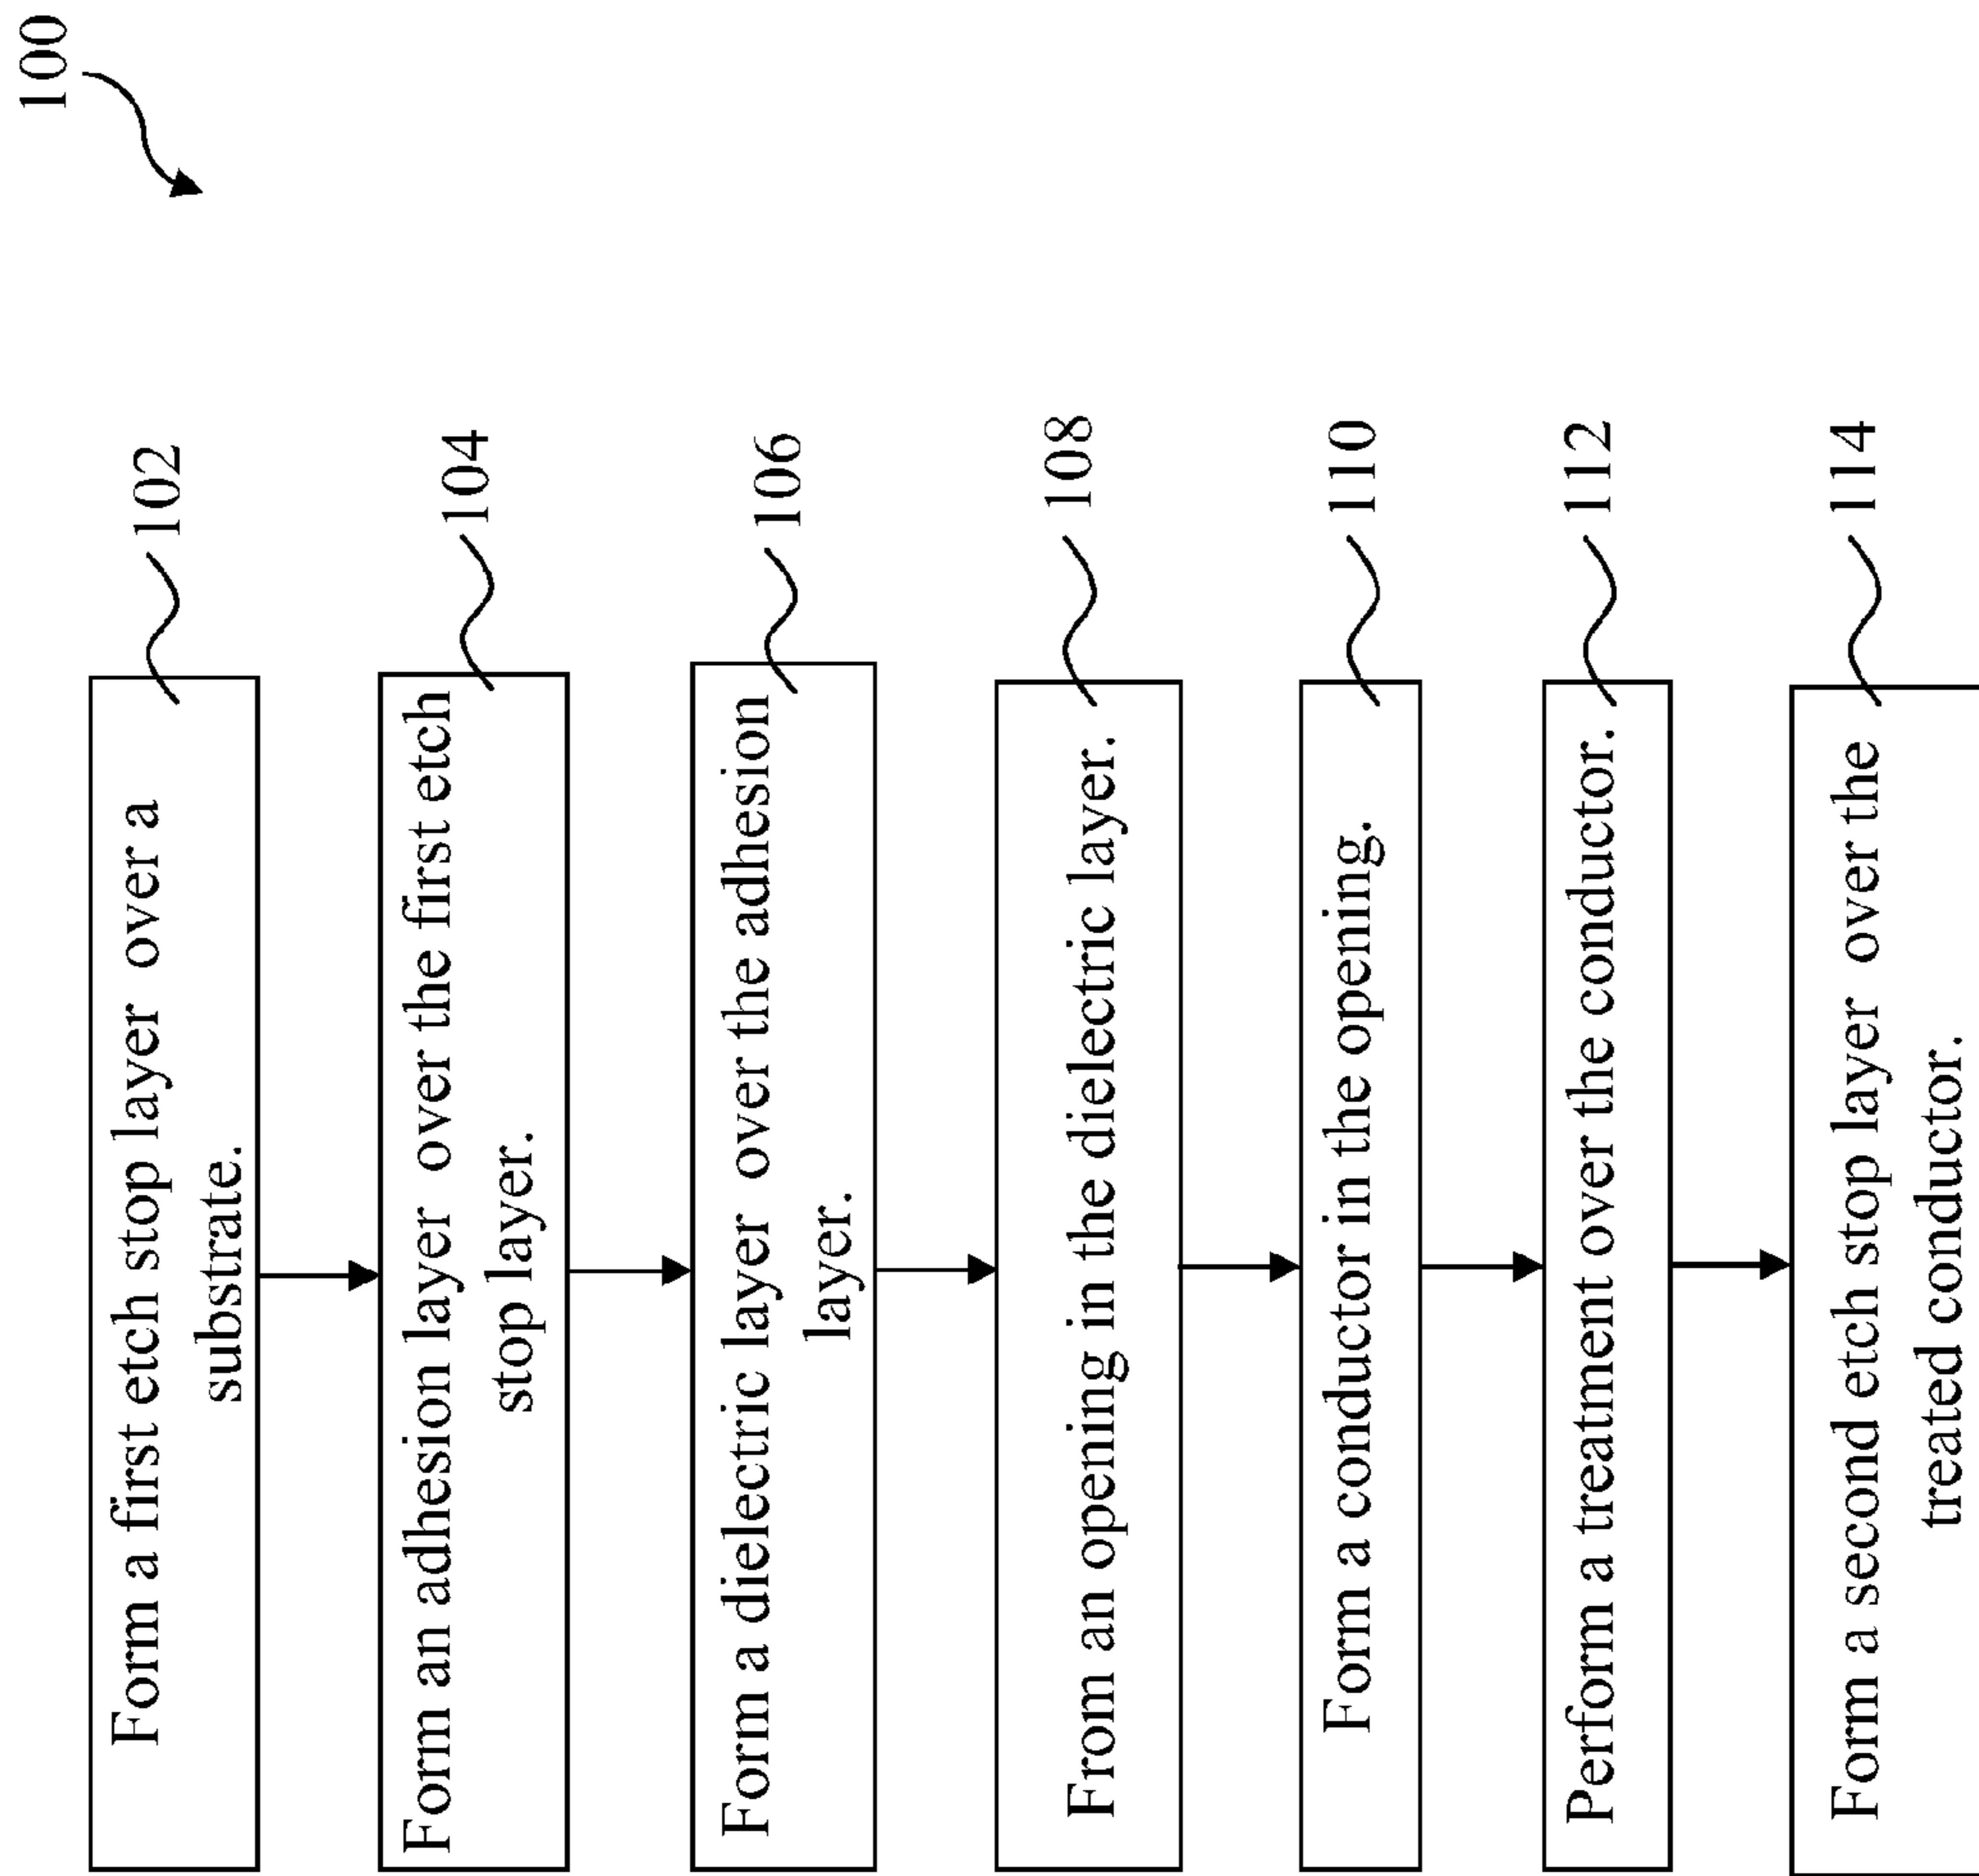 100
Form a first etch stop layer over a
substrate.
102
Form an adhesion layer over the first etch
stop layer.
104
Form a dielectric layer over the adhesion
layer.
106
From an opening in the dielectric layer.
108
Form a conductor in the opening.
110
Perform a treatment over the conductor.
112
Form a second etch stop layer over the
treated conductor.
114